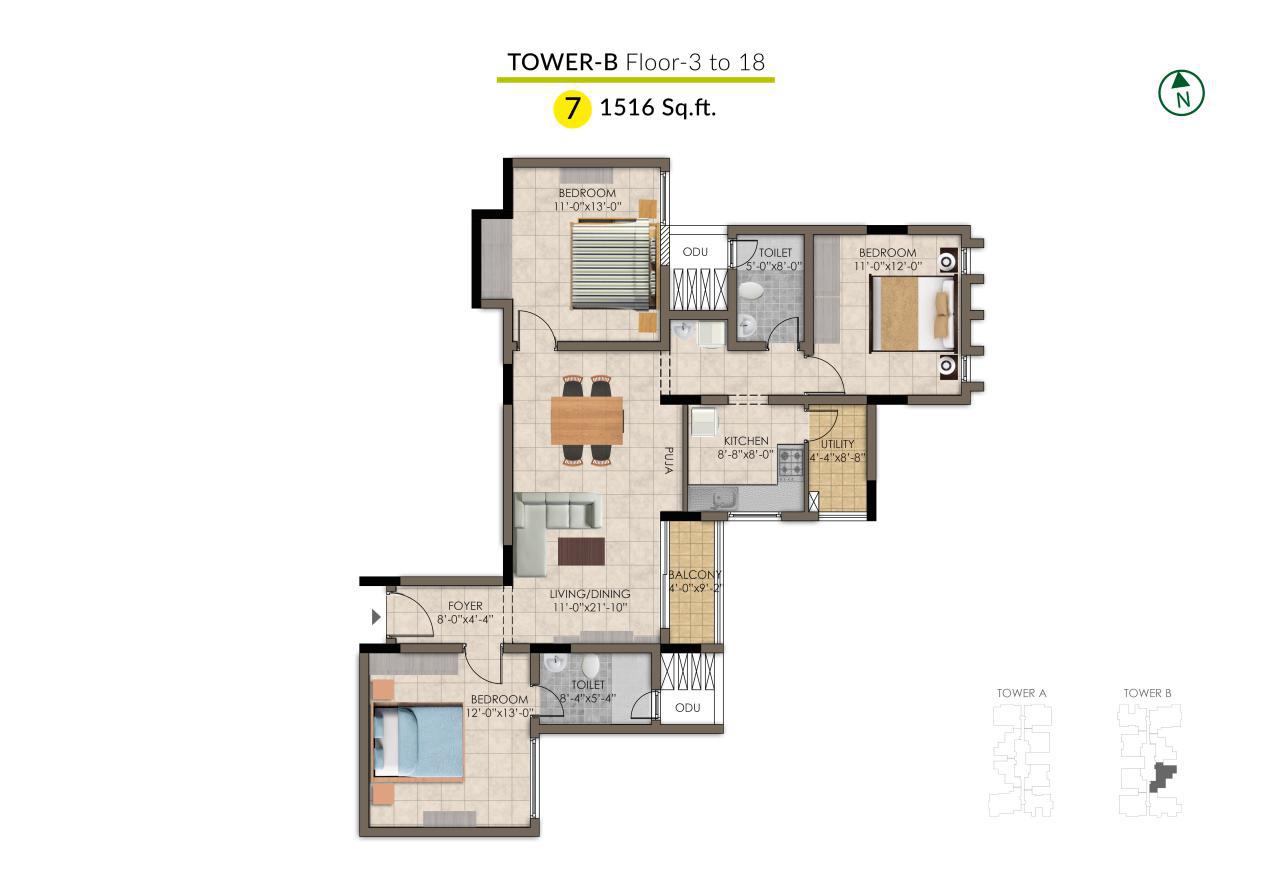 TOWER-B Floor-3 to 18
7 1516 Sq.ft.
N
BEDROOM
11'-0"x13'-0"
ODU
TOILET
5'-0"x8'-0"
BEDROOM
11'-0"x12'-0"
KITCHEN
8'-8"x8'-0"
UTILITY
4'-4"x8'-8"
PUJA
BALCONY
4'-0"x9'-2"
LIVING/DINING
11'-0"x21'-10"
FOYER
8'-0"x4'-4"
BEDROOM
12'-0"x13'-0"
TOILET
8'-4"x5'-4"
ODU
TOWER A
TOWER B